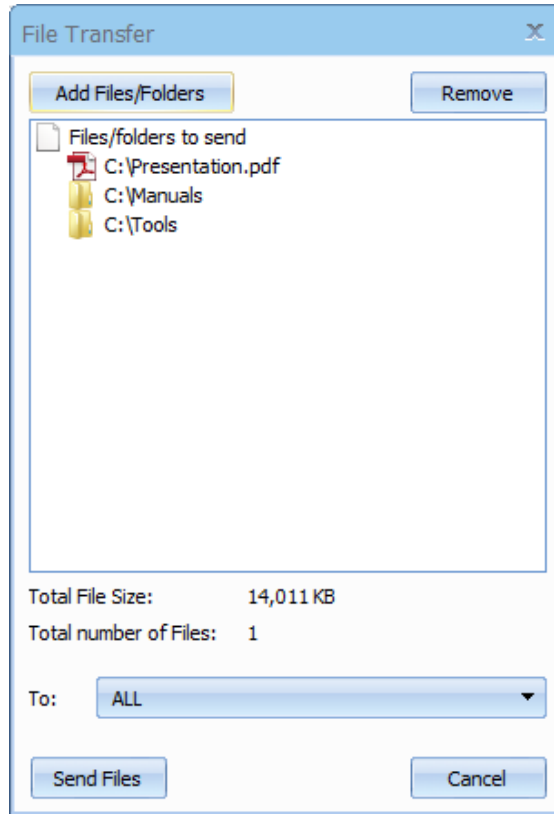 File Transfer x
Add Files/Folders Remove
Files/folders to send
C:\Presentation.pdf
C:\Manuals
C:\Tools
Total File Size: 14,011 KB
Total number of Files: 1
To: ALL
Send Files Cancel